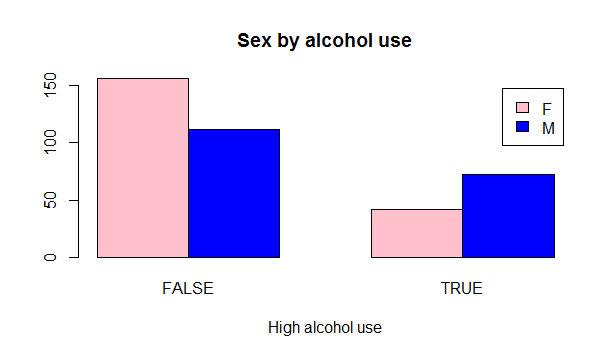 Sex by alcohol use
150
100
50
0
F
M
FALSE
TRUE
High alcohol use